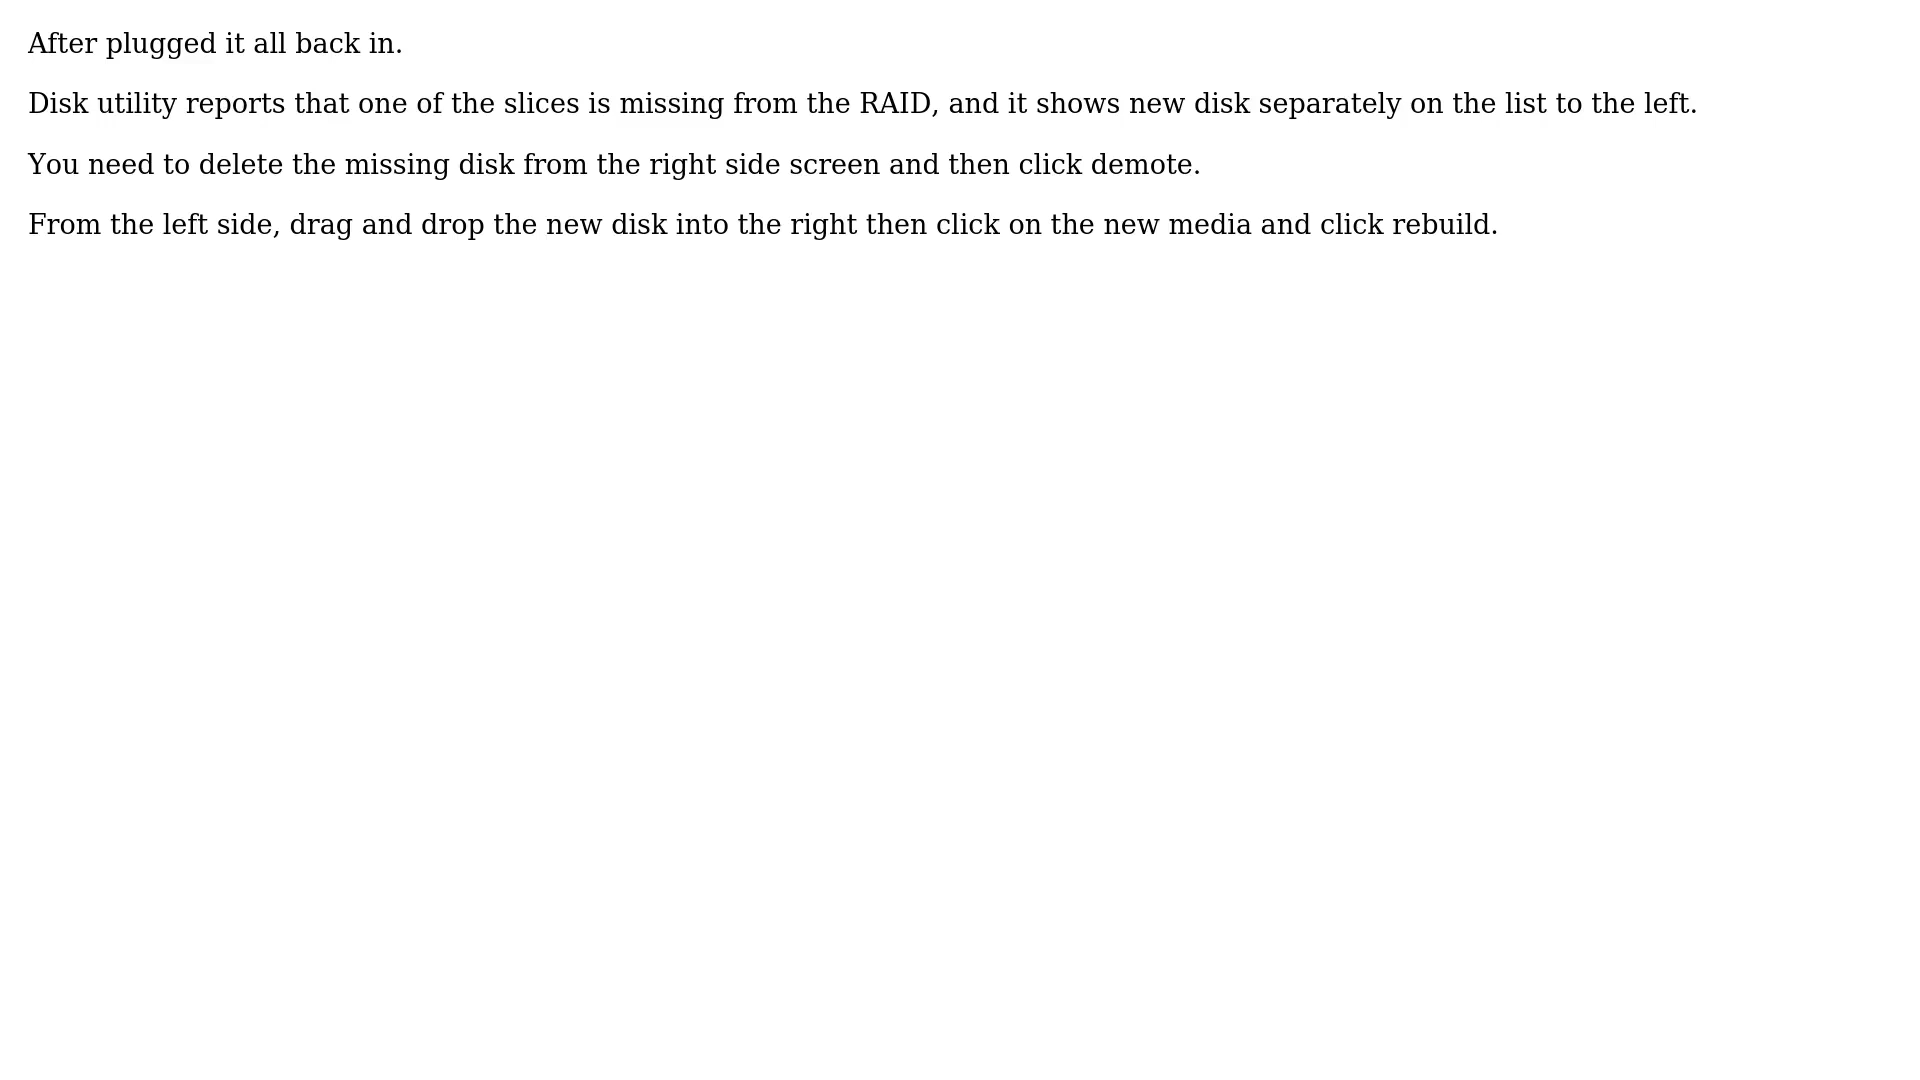 After plugged it all back in.
Disk utility reports that one of the slices is missing from the RAID, and it shows new disk separately on the list to the left.
You need to delete the missing disk from the right side screen and then click demote.
From the left side, drag and drop the new disk into the right then click on the new media and click rebuild.